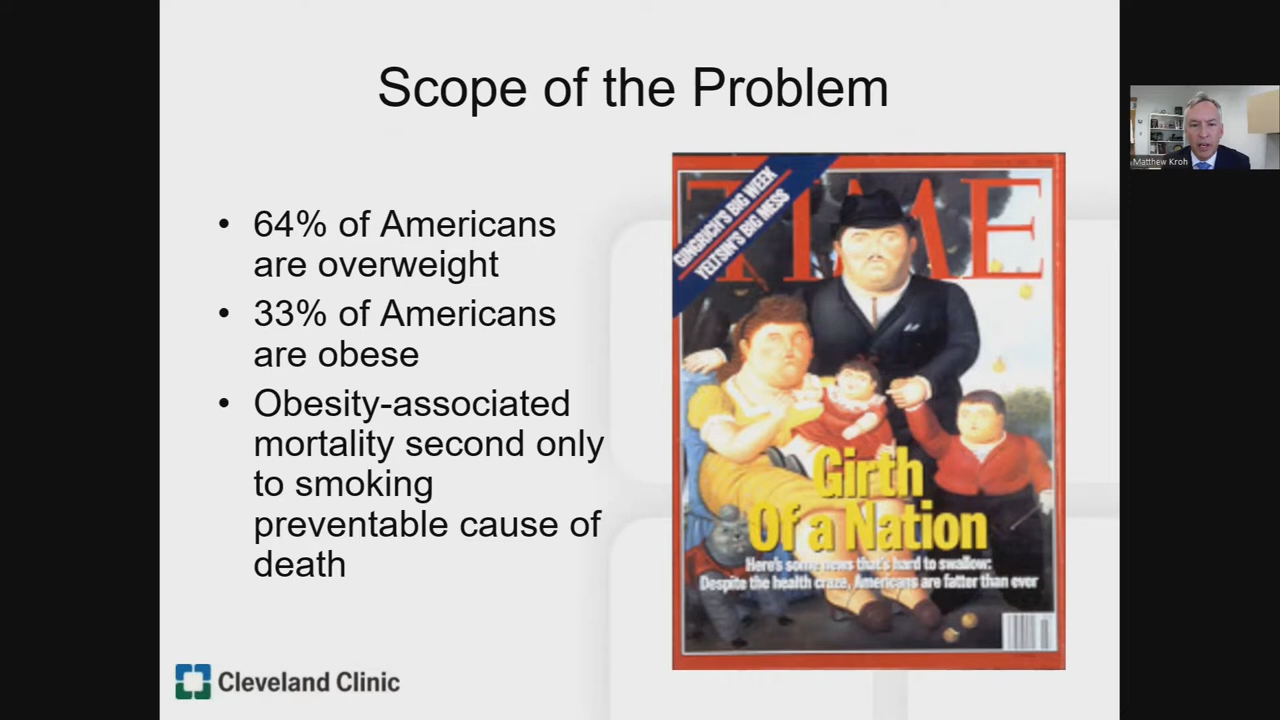 Scope of the Problem
• 64% of Americans
are overweight
• 33% of Americans
are obese
• Obesity-associated
mortality second only
to smoking
preventable cause of
death
GINGRICH'S BIG WEEK
YELTSIN'S BIG MESS
TIME
Girth
Of a Nation
Here's some news that's hard to swallow:
Despite the health craze, Americans are fatter than ever
Cleveland Clinic
Matthew Kroh